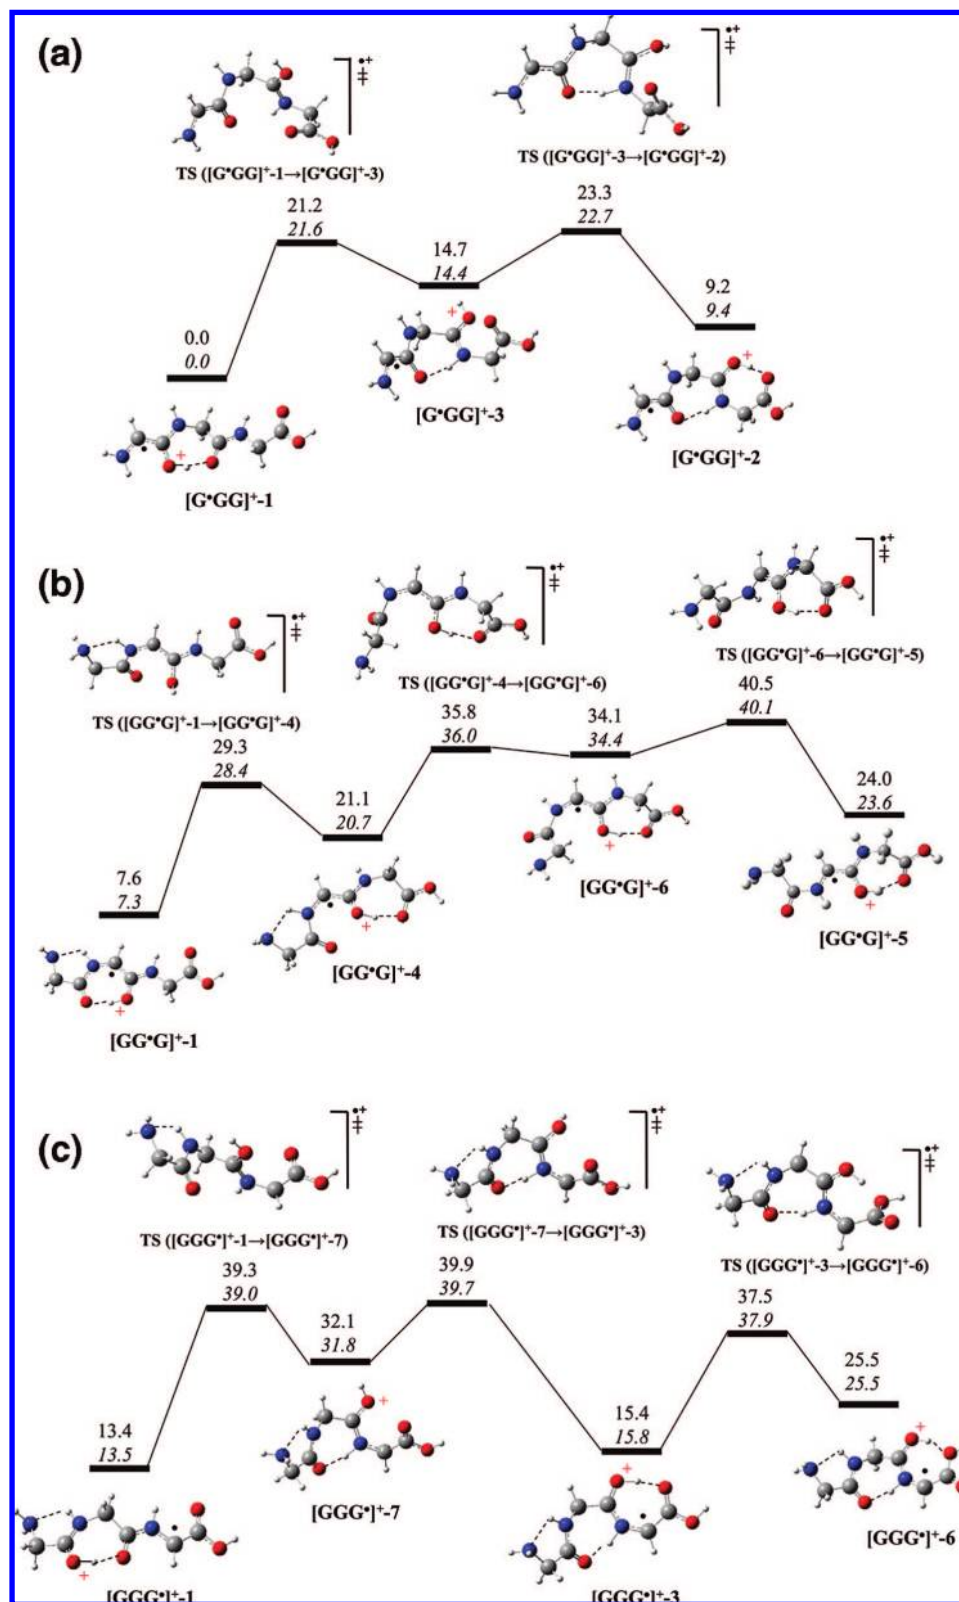 (a)
•+
‡
•+
‡
TS ([G•GG]+-1→[G•GG]+-3)
TS ([G•GG]+-3→[G•GG]+-2)
21.2
21.6
23.3
22.7
14.7
14.4
9.2
9.4
0.0
0.0
+
+
+
[G•GG]+-3
[G•GG]+-2
[G•GG]+-1
(b)
•+
‡
•+
‡
•+
‡
TS ([GG•G]+-4→[GG•G]+-6)
TS ([GG•G]+-6→[GG•G]+-5)
TS ([GG•G]+-1→[GG•G]+-4)
29.3
28.4
35.8
36.0
34.1
34.4
40.5
40.1
21.1
20.7
24.0
23.6
7.6
7.3
+
+
+
+
[GG•G]+-6
[GG•G]+-5
[GG•G]+-4
[GG•G]+-1
(c)
•+
‡
•+
‡
•+
‡
TS ([GGG•]+-1→[GGG•]+-7)
TS ([GGG•]+-7→[GGG•]+-3)
TS ([GGG•]+-3→[GGG•]+-6)
39.3
39.0
39.9
39.7
37.5
37.9
32.1
31.8
25.5
25.5
13.4
13.5
15.4
15.8
+
+
+
+
[GGG•]+-7
[GGG•]+-6
[GGG•]+-1
[GGG•]+-3